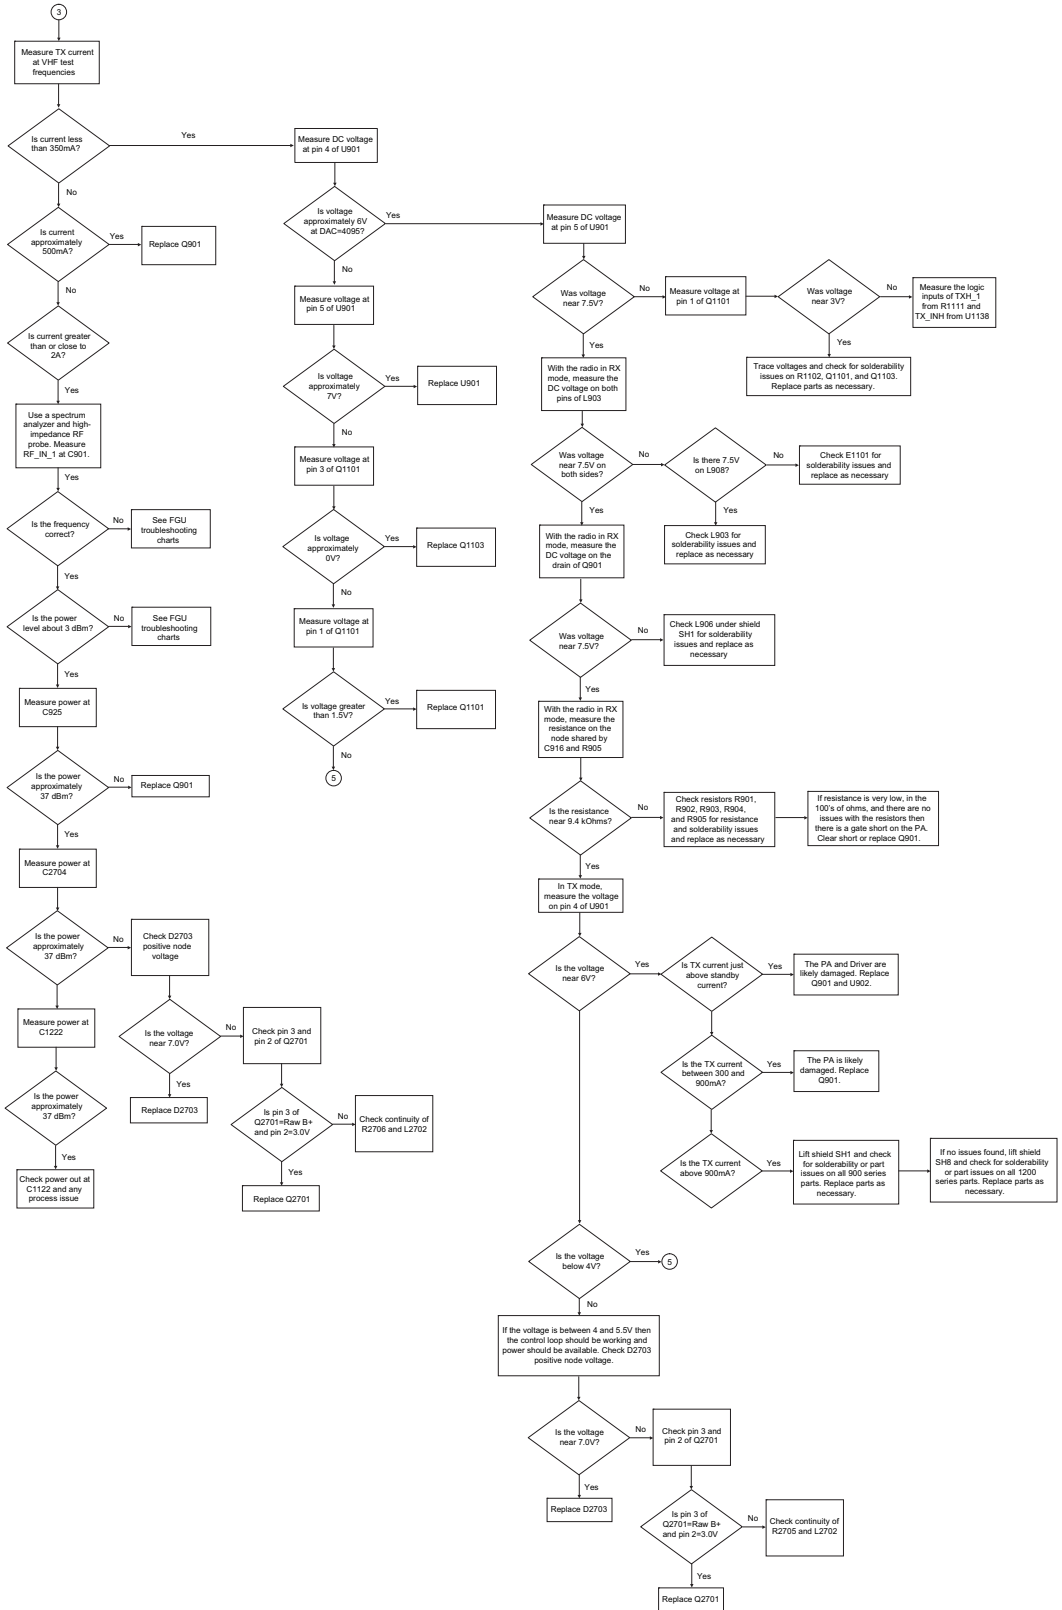 3
Measure TX current
at VHF test
frequencies
Is current less
than 350mA?
Yes
No
Is current
approximately
500mA?
Yes
Replace Q901
No
Is current greater
than or close to
2A?
Yes
Use a spectrum
analyzer and high-
impedance RF
probe. Measure
RF_IN_1 at C901.
Yes
Is the frequency
correct?
No
See FGU
troubleshooting
charts
Yes
Is the power
level about 3 dBm?
No
See FGU
troubleshooting
charts
Yes
Measure power at
C925
Is the power
approximately
37 dBm?
No
Replace Q901
Yes
Measure power at
C2704
Is the power
approximately
37 dBm?
No
Check D2703
positive node
voltage
Yes
Measure power at
C1222
Is the power
approximately
37 dBm?
Yes
Check power out at
C1122 and any
process issue
Is the voltage
near 7.0V?
No
Check pin 3 and
pin 2 of Q2701
Yes
Replace D2703
Is pin 3 of
Q2701=Raw B+
and pin 2=3.0V
No
Check continuity of
R2706 and L2702
Yes
Replace Q2701
Measure DC voltage
at pin 4 of U901
Is voltage
approximately 6V
at DAC=4095?
Yes
No
Measure voltage at
pin 5 of U901
Is voltage
approximately
7V?
Yes
Replace U901
No
Measure voltage at
pin 3 of Q1101
Is voltage
approximately
0V?
Yes
Replace Q1103
No
Measure voltage at
pin 1 of Q1101
Is voltage greater
than 1.5V?
Yes
Replace Q1101
No
5
Measure DC voltage
at pin 5 of U901
Was voltage
near 7.5V?
No
Measure voltage at
pin 1 of Q1101
Was voltage
near 3V?
No
Measure the logic
inputs of TXH_1
from R1111 and
TX_INH from U1138
Yes
Trace voltages and check for solderability
issues on R1102, Q1101, and Q1103.
Replace parts as necessary.
Yes
With the radio in RX
mode, measure the
DC voltage on both
pins of L903
Was voltage
near 7.5V on
both sides?
No
Is there 7.5V
on L908?
No
Check E1101 for
solderability issues and
replace as necessary
Yes
Check L903 for
solderability issues and
replace as necessary
Yes
With the radio in RX
mode, measure the
DC voltage on the
drain of Q901
Was voltage
near 7.5V?
No
Check L906 under shield
SH1 for solderability
issues and replace as
necessary
Yes
With the radio in RX
mode, measure the
resistance on the
node shared by
C916 and R905
Is the resistance
near 9.4 kOhms?
No
Check resistors R901,
R902, R903, R904,
and R905 for resistance
and solderability issues
and replace as necessary
If resistance is very low, in the
100's of ohms, and there are no
issues with the resistors then
there is a gate short on the PA.
Clear short or replace Q901.
Yes
In TX mode,
measure the voltage
on pin 4 of U901
Is the voltage
near 6V?
Yes
Is TX current just
above standby
current?
Yes
The PA and Driver are
likely damaged. Replace
Q901 and U902.
Is the TX current
between 300 and
900mA?
Yes
The PA is likely
damaged. Replace
Q901.
Is the TX current
above 900mA?
Yes
Lift shield SH1 and check
for solderability or part
issues on all 900 series
parts. Replace parts as
necessary.
If no issues found, lift shield
SH8 and check for solderability
or part issues on all 1200
series parts. Replace parts as
necessary.
Is the voltage
below 4V?
Yes
5
No
If the voltage is between 4 and 5.5V then
the control loop should be working and
power should be available. Check D2703
positive node voltage.
Is the voltage
near 7.0V?
No
Check pin 3 and
pin 2 of Q2701
Yes
Replace D2703
Is pin 3 of
Q2701=Raw B+
and pin 2=3.0V
No
Check continuity of
R2705 and L2702
Yes
Replace Q2701